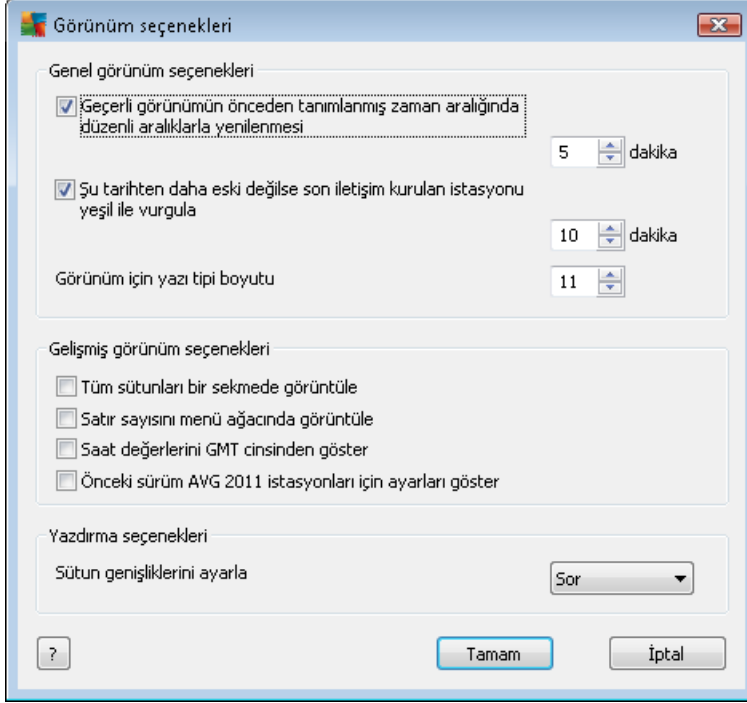 Görünüm seçenekleri
Genel görünüm seçenekleri
Geçerli görünümün önceden tanımlanmış zaman aralığında
düzenli aralıklarla yenilenmesi
5 dakika
Şu tarihten daha eski değilse son iletişim kurulan istasyonu
yeşil ile vurgula
10 dakika
Görünüm için yazı tipi boyutu 11
Gelişmiş görünüm seçenekleri
Tüm sütunları bir sekmede görüntüle
Satır sayısını menü ağacında görüntüle
Saat değerlerini GMT cinsinden göster
Önceki sürüm AVG 2011 istasyonları için ayarları göster
Yazdırma seçenekleri
Sütun genişliklerini ayarla Sor
? Tamam İptal